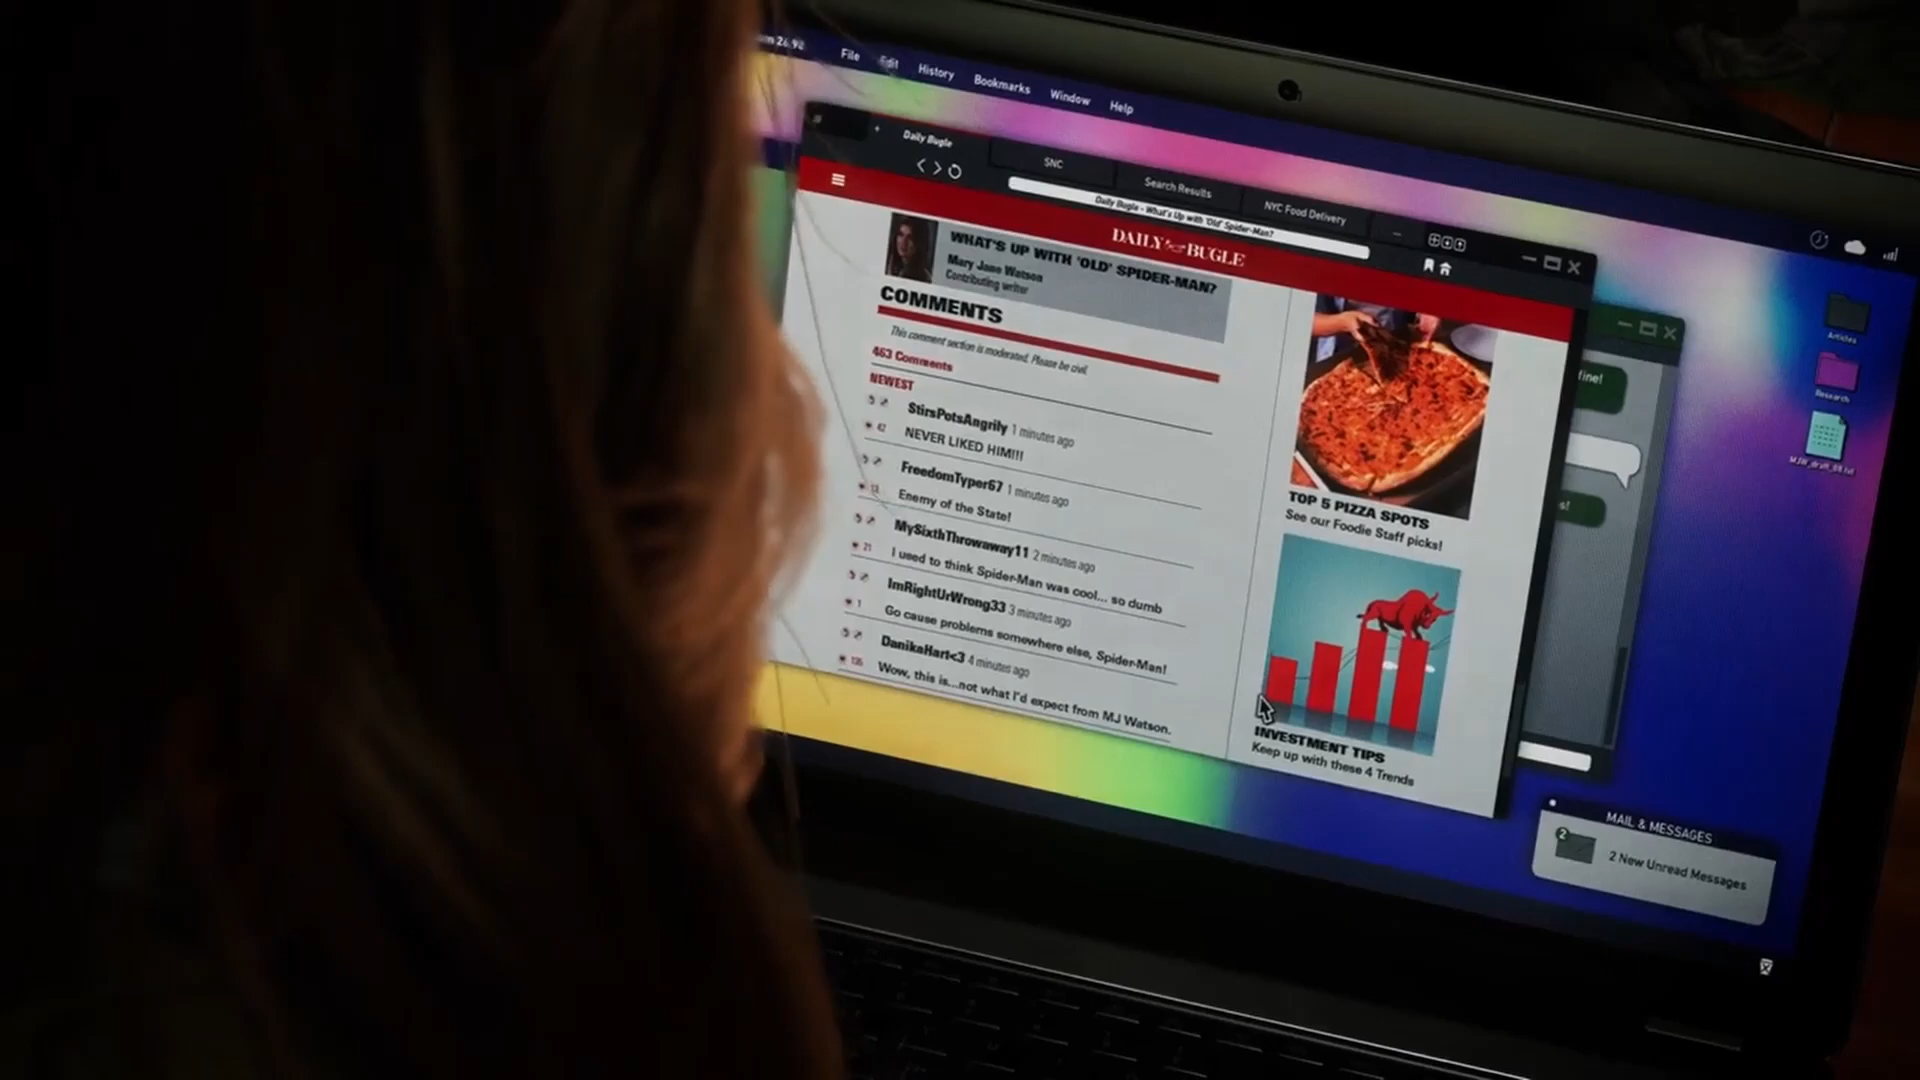 File Edit History Bookmarks Window Help
Daily Bugle
SNC
Search Results
NYC Food Delivery
Daily Bugle - What's Up with 'Old' Spider-Man?
DAILY BUGLE
WHAT'S UP WITH 'OLD' SPIDER-MAN?
Mary Jane Watson
Contributing writer
COMMENTS
This comment section is moderated. Please be civil.
463 Comments
NEWEST
StirsPotsAngrily 1 minutes ago
42 NEVER LIKED HIM!!!
FreedomTyper67 1 minutes ago
13 Enemy of the State!
MySixthThrowaway11 2 minutes ago
21 I used to think Spider-Man was cool... so dumb
ImRightUrWrong33 3 minutes ago
1 Go cause problems somewhere else, Spider-Man!
DanikaHart<3 4 minutes ago
Wow, this is...not what I'd expect from MJ Watson.
TOP 5 PIZZA SPOTS
See our Foodie Staff picks!
INVESTMENT TIPS
Keep up with these 4 Trends
Articles
Research
MAIL & MESSAGES
2
2 New Unread Messages